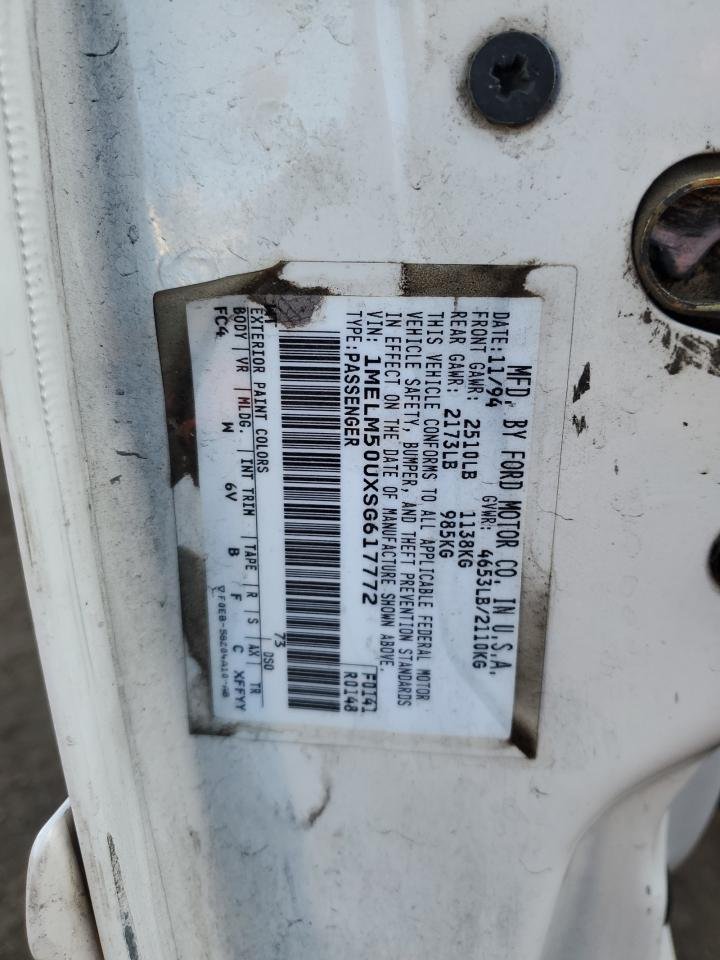 MFD. BY FORD MOTOR CO. IN U.S.A.
DATE: 11/94 GVWR: 4653LB/2110KG
FRONT GAWR: 2510LB 1138KG
REAR GAWR: 2173LB 985KG
THIS VEHICLE CONFORMS TO ALL APPLICABLE FEDERAL MOTOR
VEHICLE SAFETY, BUMPER, AND THEFT PREVENTION STANDARDS
IN EFFECT ON THE DATE OF MANUFACTURE SHOWN ABOVE.
VIN: 1MELM50UXSG617772
TYPE: PASSENGER
F0141
R0148
73
EXTERIOR PAINT COLORS DSO
BODY VR MLDG. INT TRIM TAPE R S AX TR
FC4 W 6V B F C XFFYY